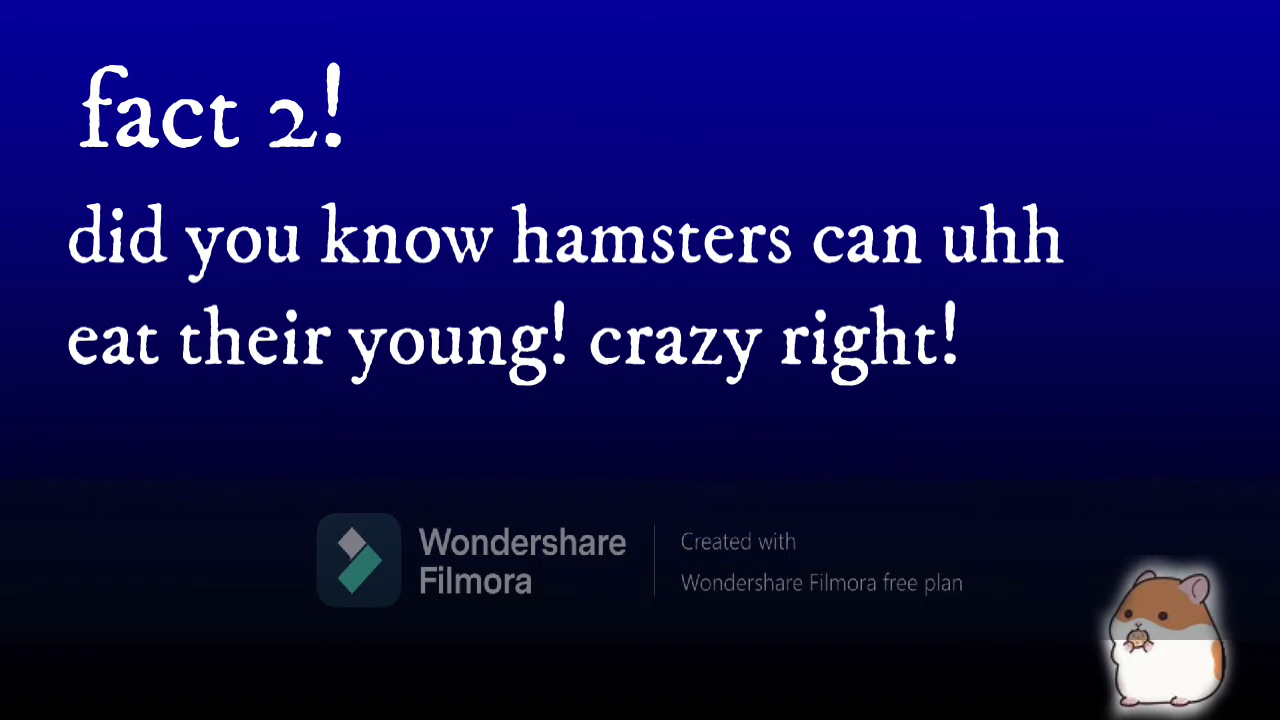 fact 2!
did you know hamsters can uhh
eat their young! crazy right!
Wondershare
Filmora
Created with
Wondershare Filmora free plan